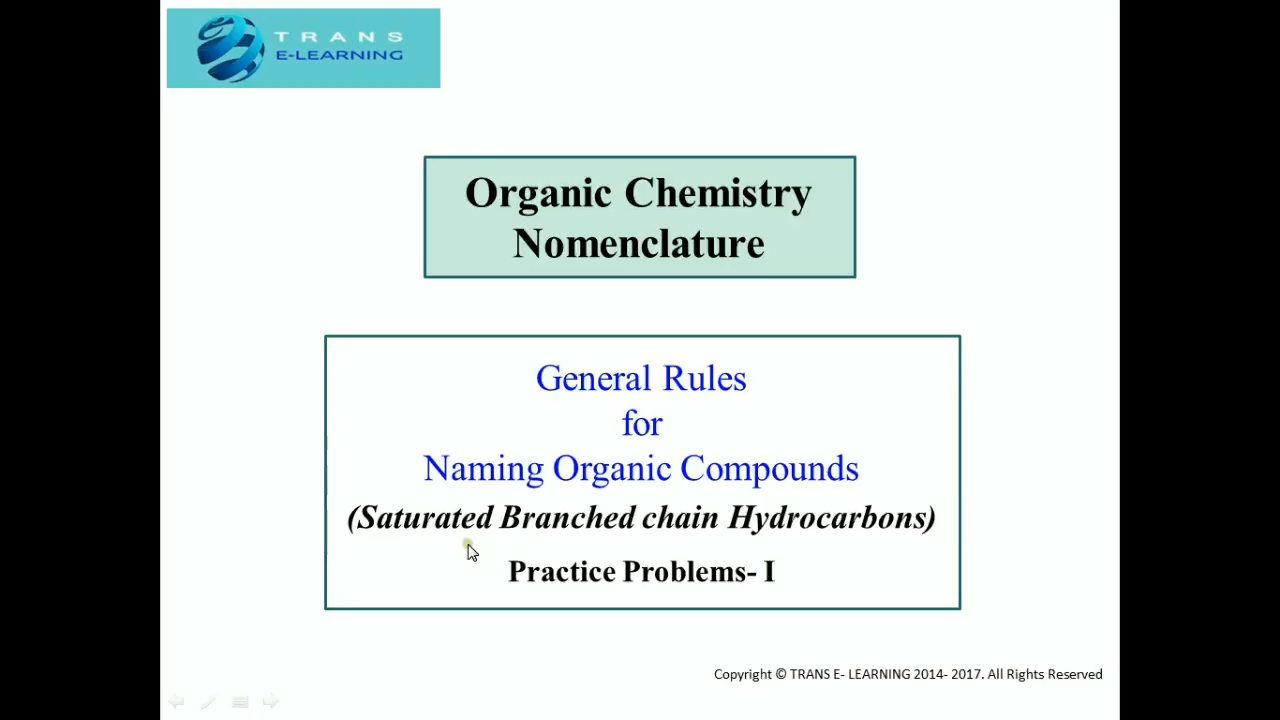 TRANS
E-LEARNING
Organic Chemistry
Nomenclature
General Rules
for
Naming Organic Compounds
(Saturated Branched chain Hydrocarbons)
Practice Problems- I
Copyright © TRANS E- LEARNING 2014- 2017. All Rights Reserved